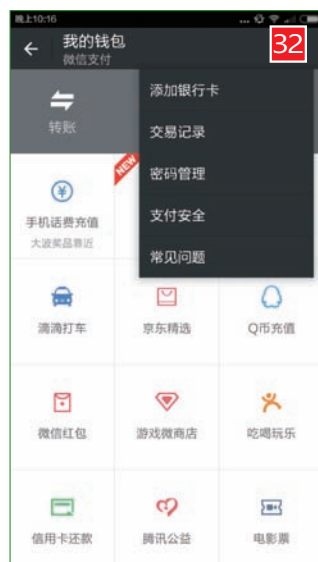 晚上10:16
我的钱包
微信支付
32
转账
添加银行卡
交易记录
密码管理
支付安全
常见问题
NEW
手机话费充值
大波奖品靠近
滴滴打车
京东精选
Q币充值
微信红包
游戏微商店
吃喝玩乐
信用卡还款
腾讯公益
电影票